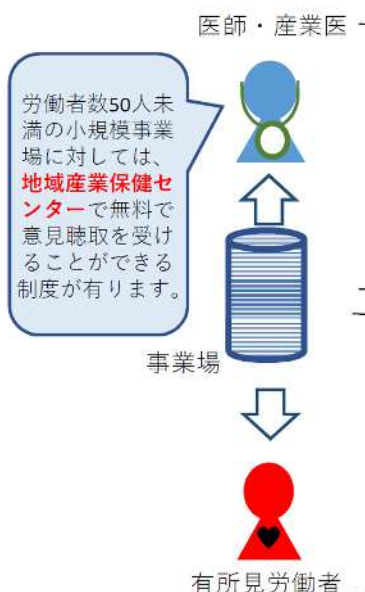 医師・産業医
労働者数50人未
満の小規模事業
場に対しては、
地域産業保健セ
ンターで無料で
意見聴取を受け
ることができる
制度が有ります。
事業場
有所見労働者